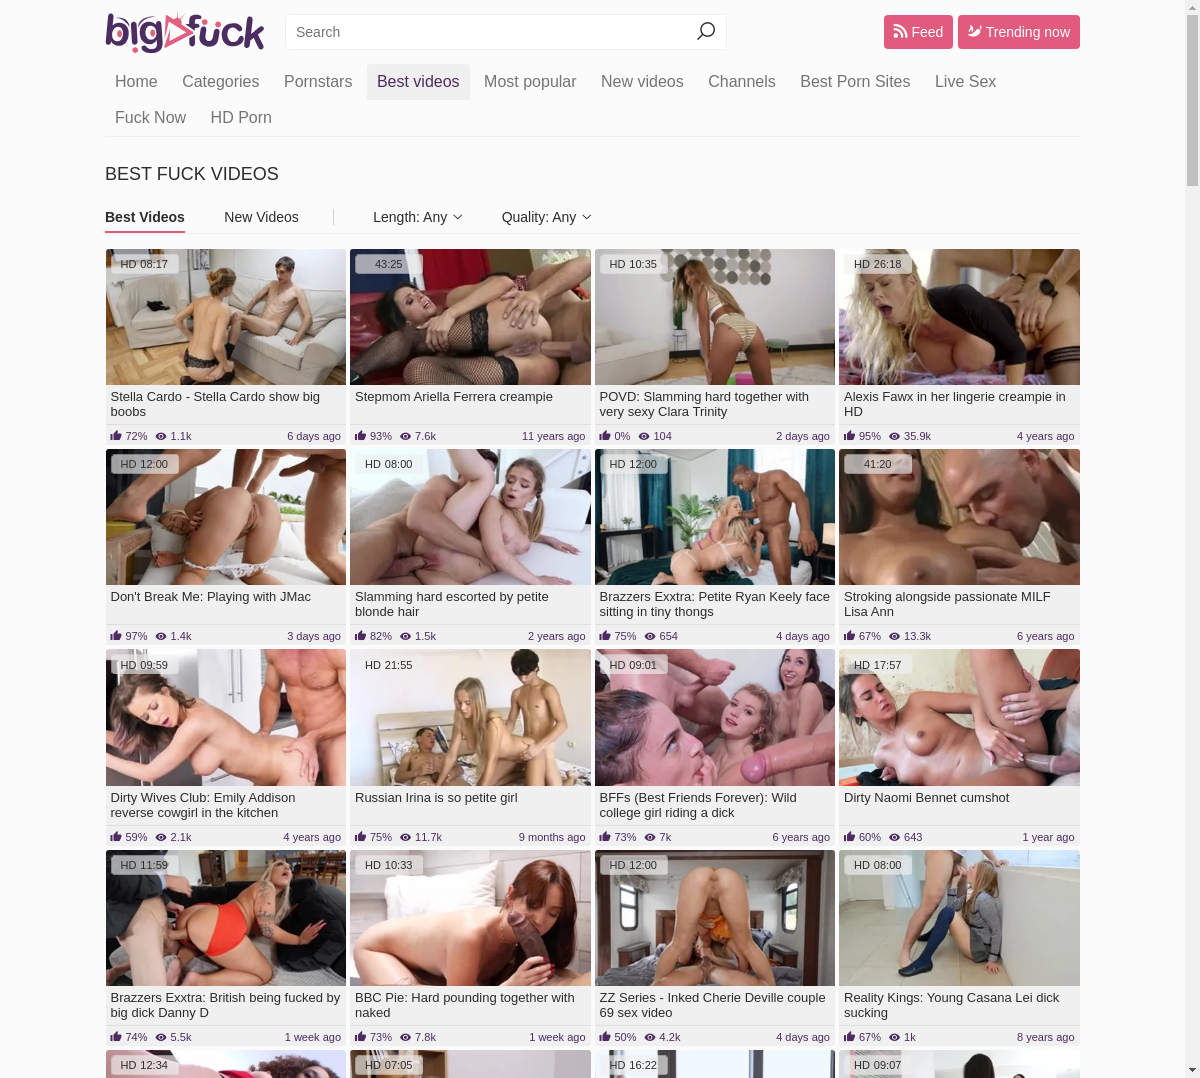 bigfuck
Search
Feed
Trending now
Home Categories Pornstars Best videos Most popular New videos Channels Best Porn Sites Live Sex
Fuck Now HD Porn
BEST FUCK VIDEOS
Best Videos New Videos Length: Any Quality: Any
HD 08:17
Stella Cardo - Stella Cardo show big
boobs
72% 1.1k 6 days ago
43:25
Stepmom Ariella Ferrera creampie
93% 7.6k 11 years ago
HD 10:35
POVD: Slamming hard together with
very sexy Clara Trinity
0% 104 2 days ago
HD 26:18
Alexis Fawx in her lingerie creampie in
HD
95% 35.9k 4 years ago
HD 12:00
Don't Break Me: Playing with JMac
97% 1.4k 3 days ago
HD 08:00
Slamming hard escorted by petite
blonde hair
82% 1.5k 2 years ago
HD 12:00
Brazzers Exxtra: Petite Ryan Keely face
sitting in tiny thongs
75% 654 4 days ago
41:20
Stroking alongside passionate MILF
Lisa Ann
67% 13.3k 6 years ago
HD 09:59
Dirty Wives Club: Emily Addison
reverse cowgirl in the kitchen
59% 2.1k 4 years ago
HD 21:55
Russian Irina is so petite girl
75% 11.7k 9 months ago
HD 09:01
BFFs (Best Friends Forever): Wild
college girl riding a dick
73% 7k 6 years ago
HD 17:57
Dirty Naomi Bennet cumshot
60% 643 1 year ago
HD 11:59
Brazzers Exxtra: British being fucked by
big dick Danny D
74% 5.5k 1 week ago
HD 10:33
BBC Pie: Hard pounding together with
naked
73% 7.8k 1 week ago
HD 12:00
ZZ Series - Inked Cherie Deville couple
69 sex video
50% 4.2k 4 days ago
HD 08:00
Reality Kings: Young Casana Lei dick
sucking
67% 1k 8 years ago
HD 12:34
HD 07:05
HD 16:22
HD 09:07